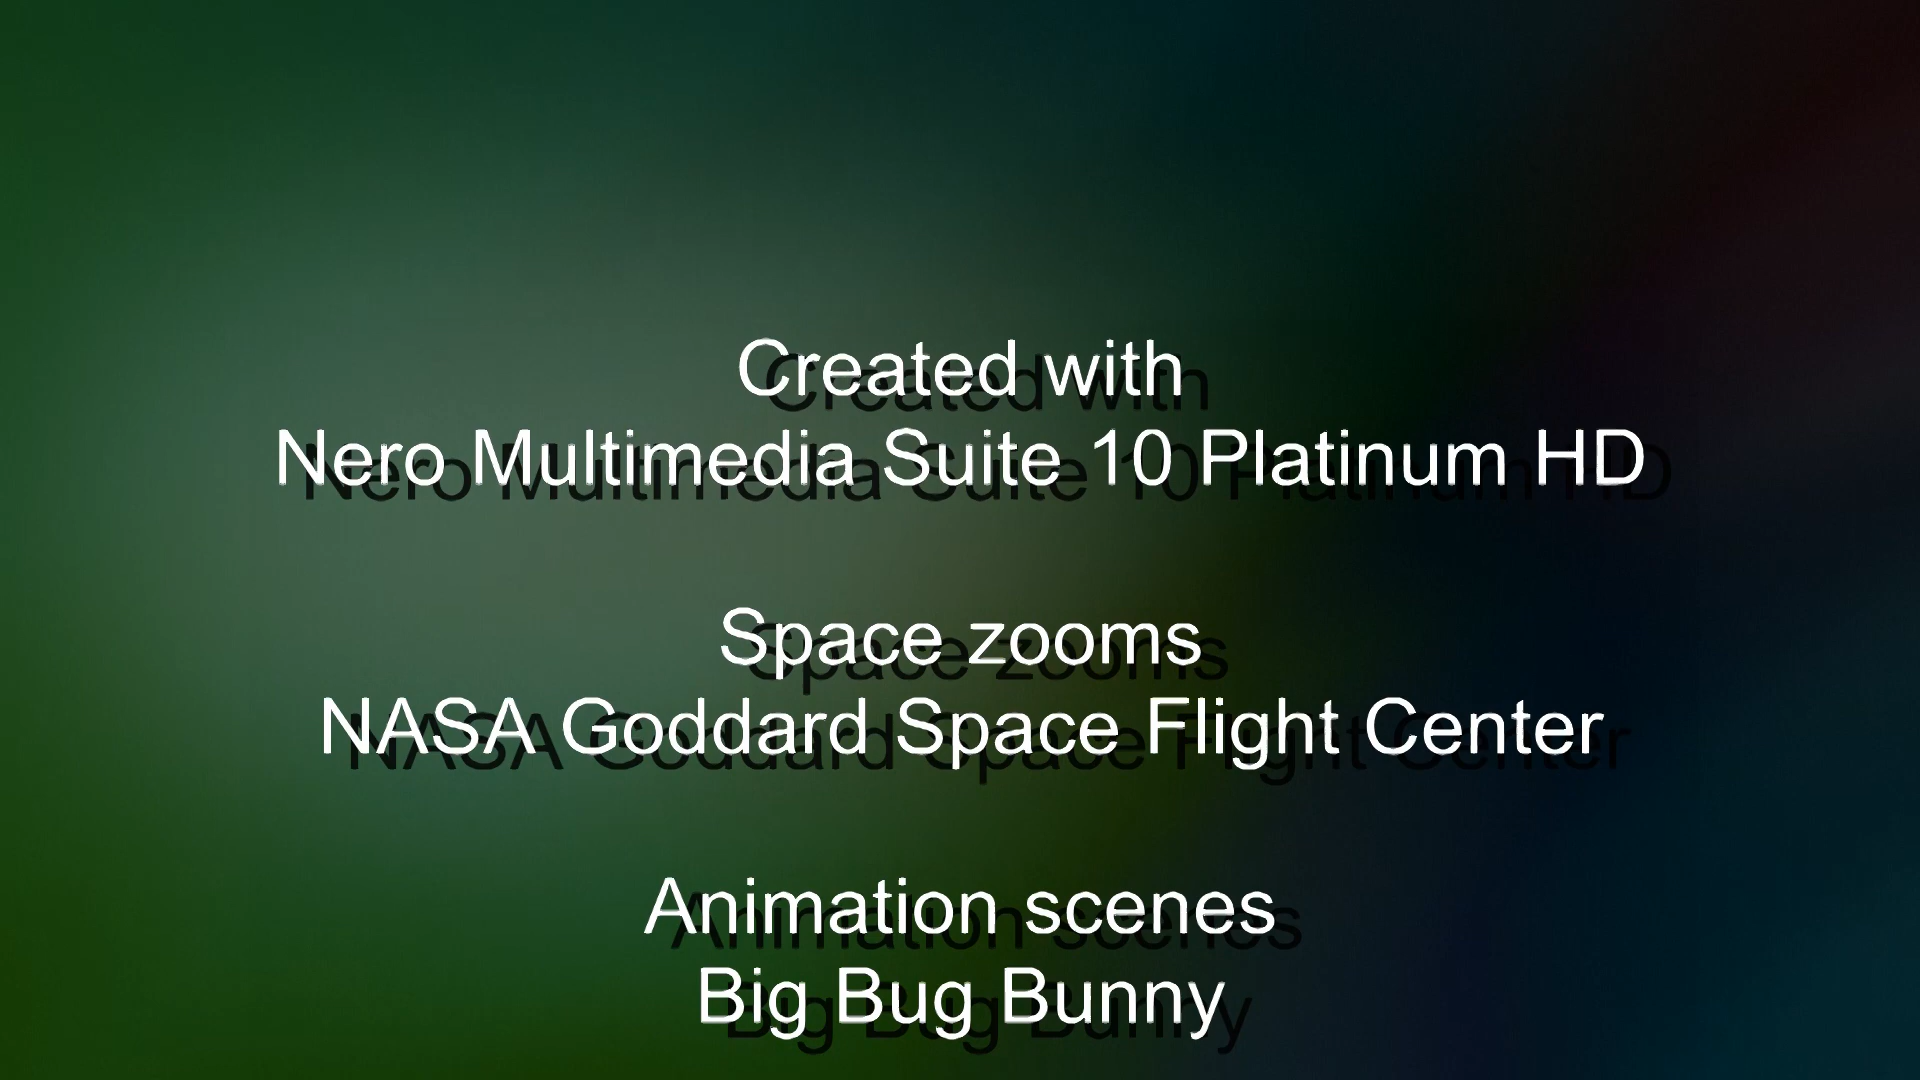 Created with
Nero Multimedia Suite 10 Platinum HD
Space zooms
NASA Goddard Space Flight Center
Animation scenes
Big Bug Bunny